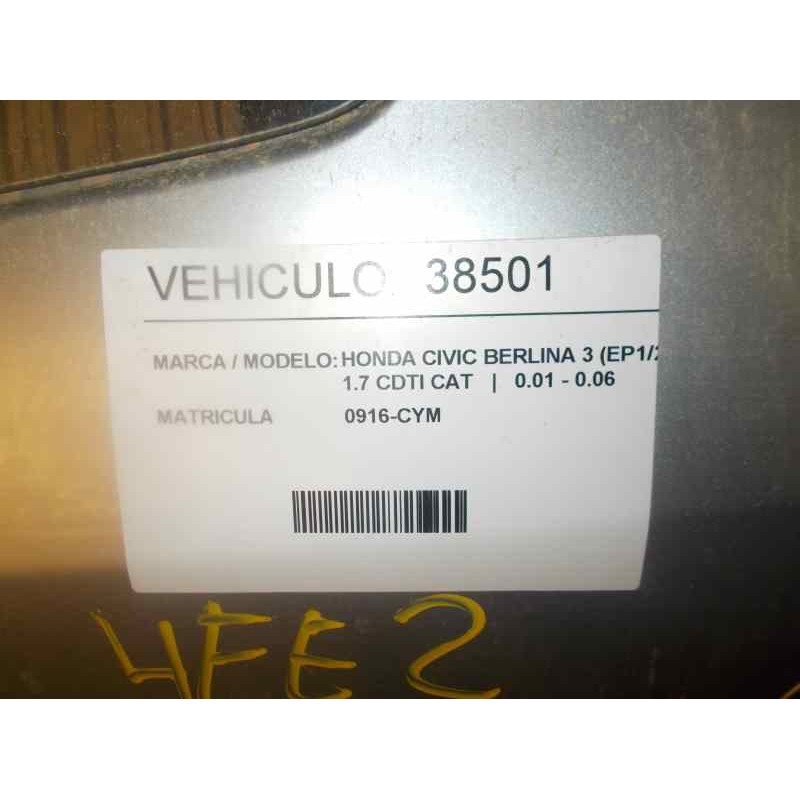 VEHICULO 38501
MARCA / MODELO: HONDA CIVIC BERLINA 3 (EP1/2
1.7 CDTI CAT | 0.01 - 0.06
MATRICULA 0916-CYM
4FE2